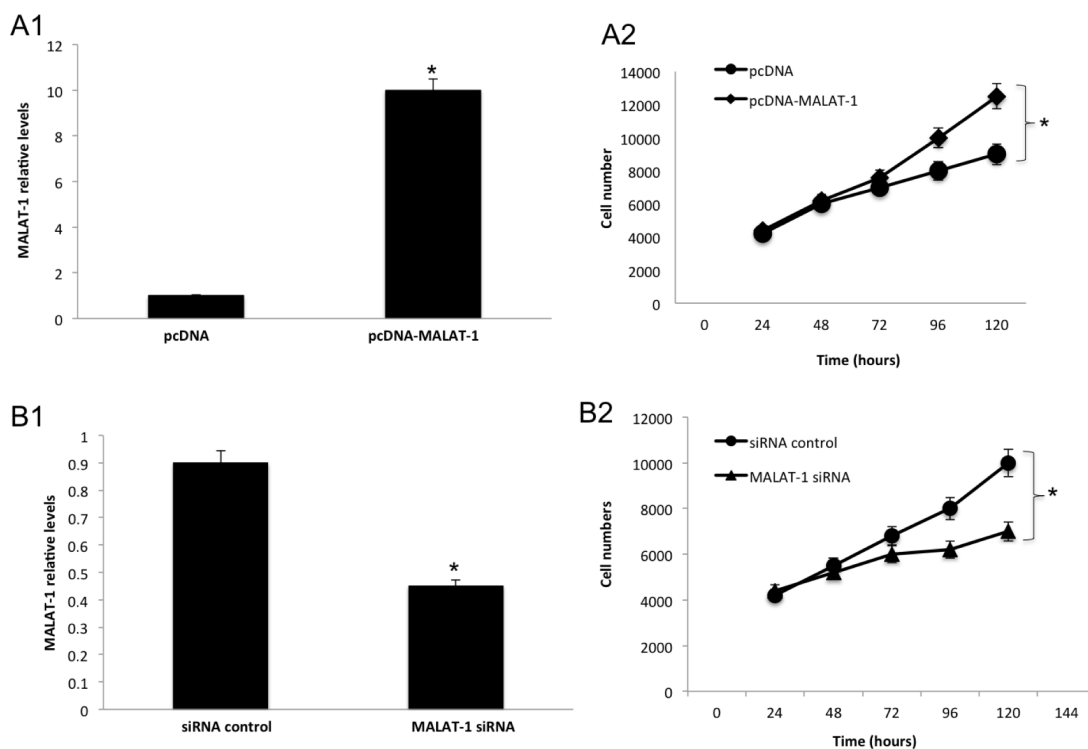 A1
MALAT-1 relative levels
12
10
8
6
4
2
0
*
pcDNA
pcDNA-MALAT-1
A2
pcDNA
pcDNA-MALAT-1
Cell number
14000
12000
10000
8000
6000
4000
2000
0
*
0 24 48 72 96 120
Time (hours)
B1
MALAT-1 relative levels
1
0.9
0.8
0.7
0.6
0.5
0.4
0.3
0.2
0.1
0
*
siRNA control
MALAT-1 siRNA
B2
siRNA control
MALAT-1 siRNA
Cell numbers
12000
10000
8000
6000
4000
2000
0
*
0 24 48 72 96 120 144
Time (hours)